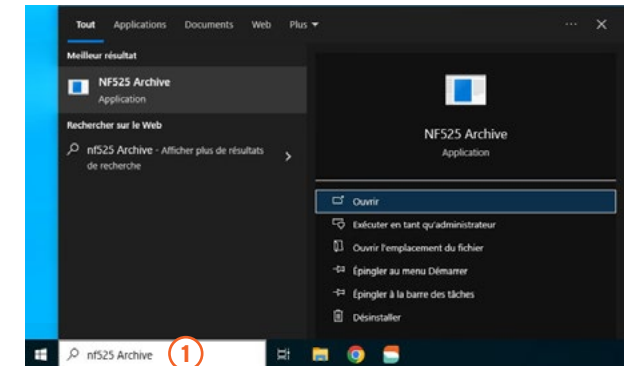 Tout Applications Documents Web Plus
Meilleur résultat
NF525 Archive
Application
Rechercher sur le Web
nf525 Archive - Afficher plus de résultats
de recherche
NF525 Archive
Application
Ouvrir
Exécuter en tant qu'administrateur
Ouvrir l'emplacement du fichier
Épingler au menu Démarrer
Épingler à la barre des tâches
Désinstaller
nf525 Archive 1